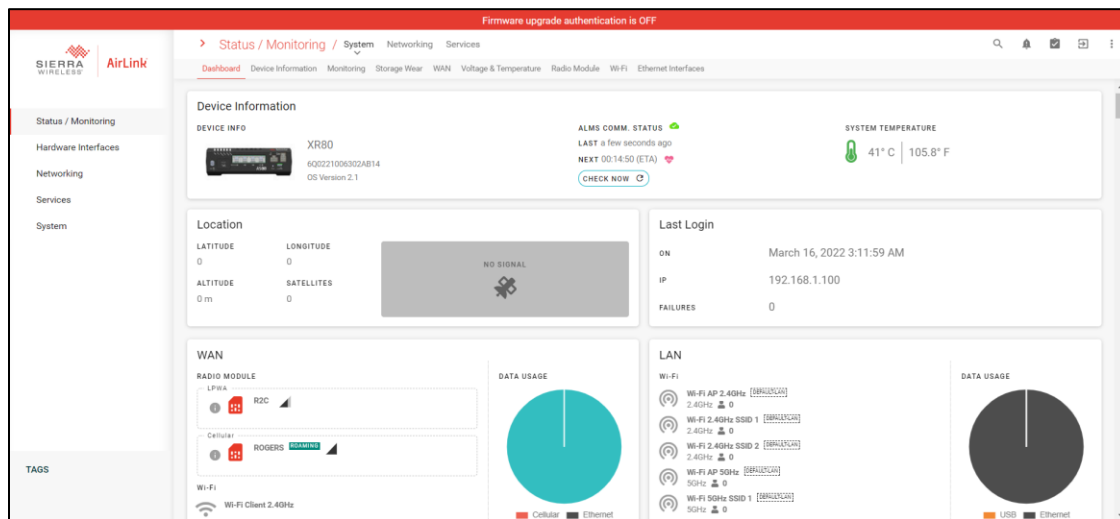 Firmware upgrade authentication is OFF
SIERRA WIRELESS AirLink
Status / Monitoring / System Networking Services
Dashboard Device Information Monitoring Storage Wear WAN Voltage & Temperature Radio Module Wi-Fi Ethernet Interfaces
Status / Monitoring
Hardware Interfaces
Networking
Services
System
TAGS
Device Information
DEVICE INFO
XR80
6Q0221006302AB14
OS Version 2.1
ALMS COMM. STATUS
LAST a few seconds ago
NEXT 00:14:50 (ETA)
CHECK NOW
SYSTEM TEMPERATURE
41° C 105.8° F
Location
LATITUDE LONGITUDE
0 0
ALTITUDE SATELLITES
0 m 0
NO SIGNAL
Last Login
ON March 16, 2022 3:11:59 AM
IP 192.168.1.100
FAILURES 0
WAN
RADIO MODULE
LPWA
R2C
Cellular
ROGERS ROAMING
Wi-Fi
Wi-Fi Client 2.4GHz
DATA USAGE
Cellular Ethernet
LAN
Wi-Fi
Wi-Fi AP 2.4GHz DEFAULTLAN
2.4GHz 0
Wi-Fi 2.4GHz SSID 1 DEFAULTLAN
2.4GHz 0
Wi-Fi 2.4GHz SSID 2 DEFAULTLAN
2.4GHz 0
Wi-Fi AP 5GHz DEFAULTLAN
5GHz 0
Wi-Fi 5GHz SSID 1 DEFAULTLAN
5GHz 0
DATA USAGE
USB Ethernet